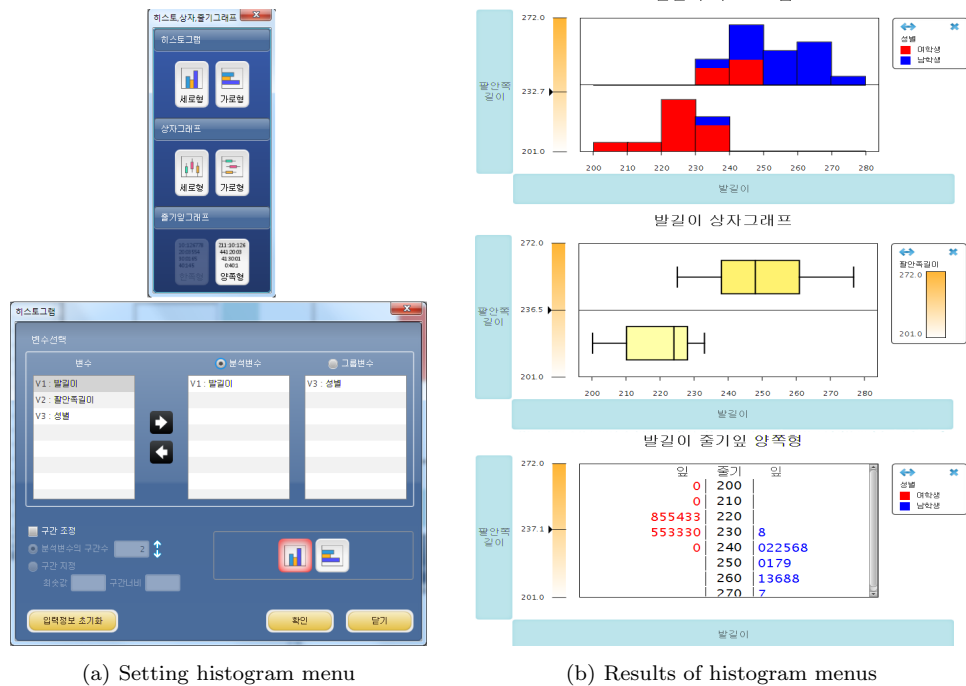 히스토,상자,줄기그래프
히스토그램
세로형
가로형
상자그래프
세로형
가로형
줄기잎그래프
양쪽형
히스토그램
변수선택
변수
분석변수
그룹변수
V1 : 발길이
V2 : 팔안쪽길이
V3 : 성별
V1 : 발길이
V3 : 성별
구간 조정
분석변수의 구간수 2
구간 지정
최솟값 구간너비
입력정보 초기화
확인
닫기
(a) Setting histogram menu
272.0
232.7
201.0
팔안쪽
길이
200 210 220 230 240 250 260 270 280
발길이
성별
여학생
남학생
발길이 상자그래프
272.0
236.5
201.0
팔안쪽
길이
200 210 220 230 240 250 260 270 280
발길이
팔안쪽길이
272.0
201.0
발길이 줄기잎 양쪽형
272.0
237.1
201.0
팔안쪽
길이
잎 줄기 잎
0| 200 |
0| 210 |
855433| 220 |
553330| 230 |8
0| 240 |022568
| 250 |0179
| 260 |13688
| 270 |7
발길이
성별
여학생
남학생
(b) Results of histogram menus